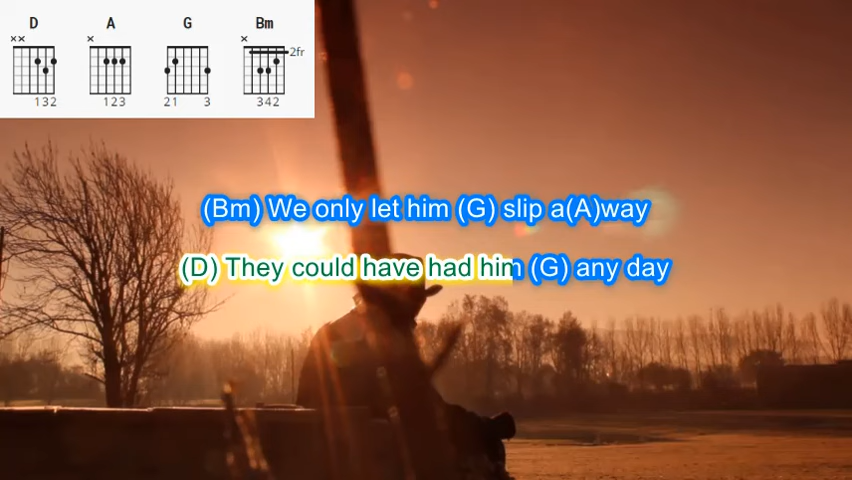 D A G Bm
xx x x
2fr
132 123 21 3 342
(Bm) We only let him (G) slip a(A)way
(D) They could have had him (G) any day